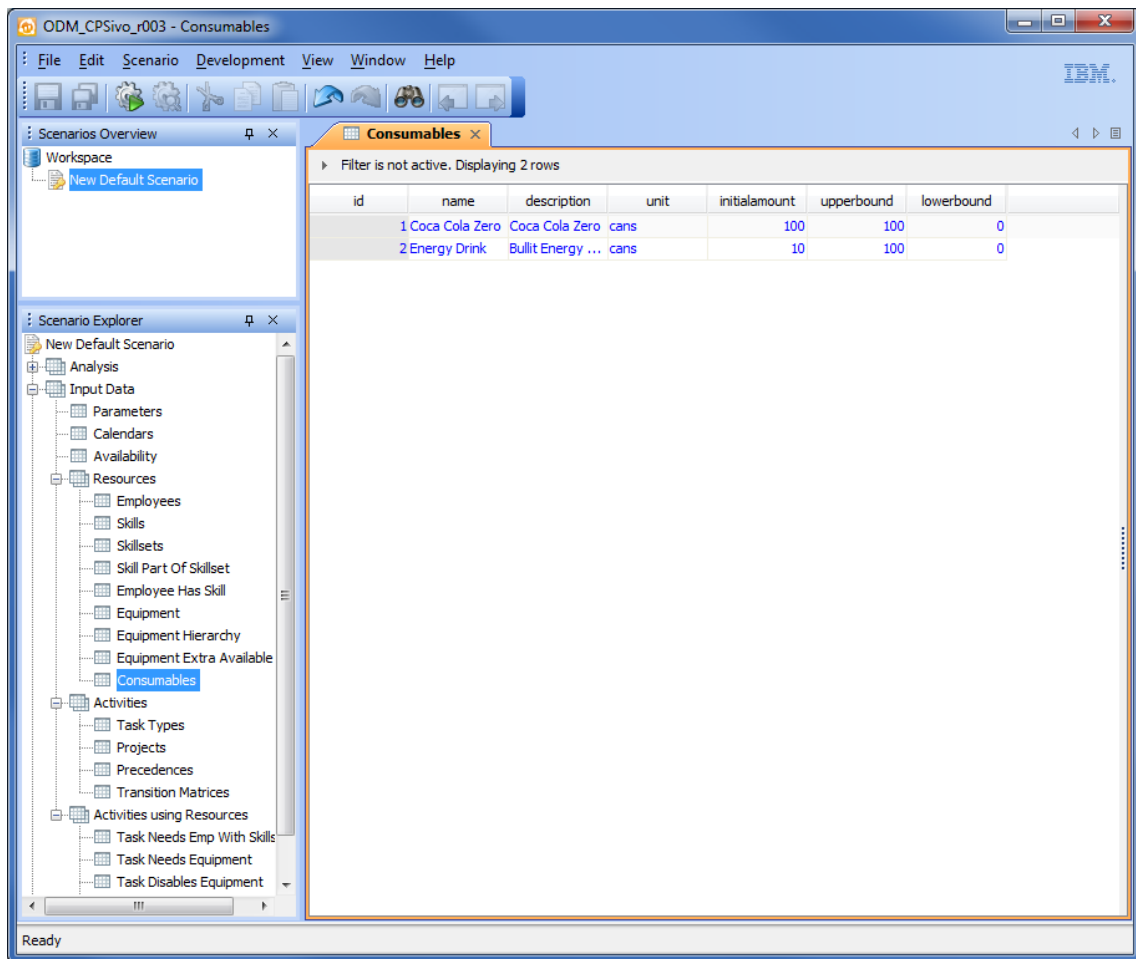 ODM_CPSivo_r003 - Consumables
File Edit Scenario Development View Window Help
IBM.
Scenarios Overview
Workspace
New Default Scenario
Consumables
Filter is not active. Displaying 2 rows
id name description unit initialamount upperbound lowerbound
1 Coca Cola Zero Coca Cola Zero cans 100 100 0
2 Energy Drink Bullit Energy ... cans 10 100 0
Scenario Explorer
New Default Scenario
Analysis
Input Data
Parameters
Calendars
Availability
Resources
Employees
Skills
Skillsets
Skill Part Of Skillset
Employee Has Skill
Equipment
Equipment Hierarchy
Equipment Extra Available
Consumables
Activities
Task Types
Projects
Precedences
Transition Matrices
Activities using Resources
Task Needs Emp With Skills
Task Needs Equipment
Task Disables Equipment
Ready